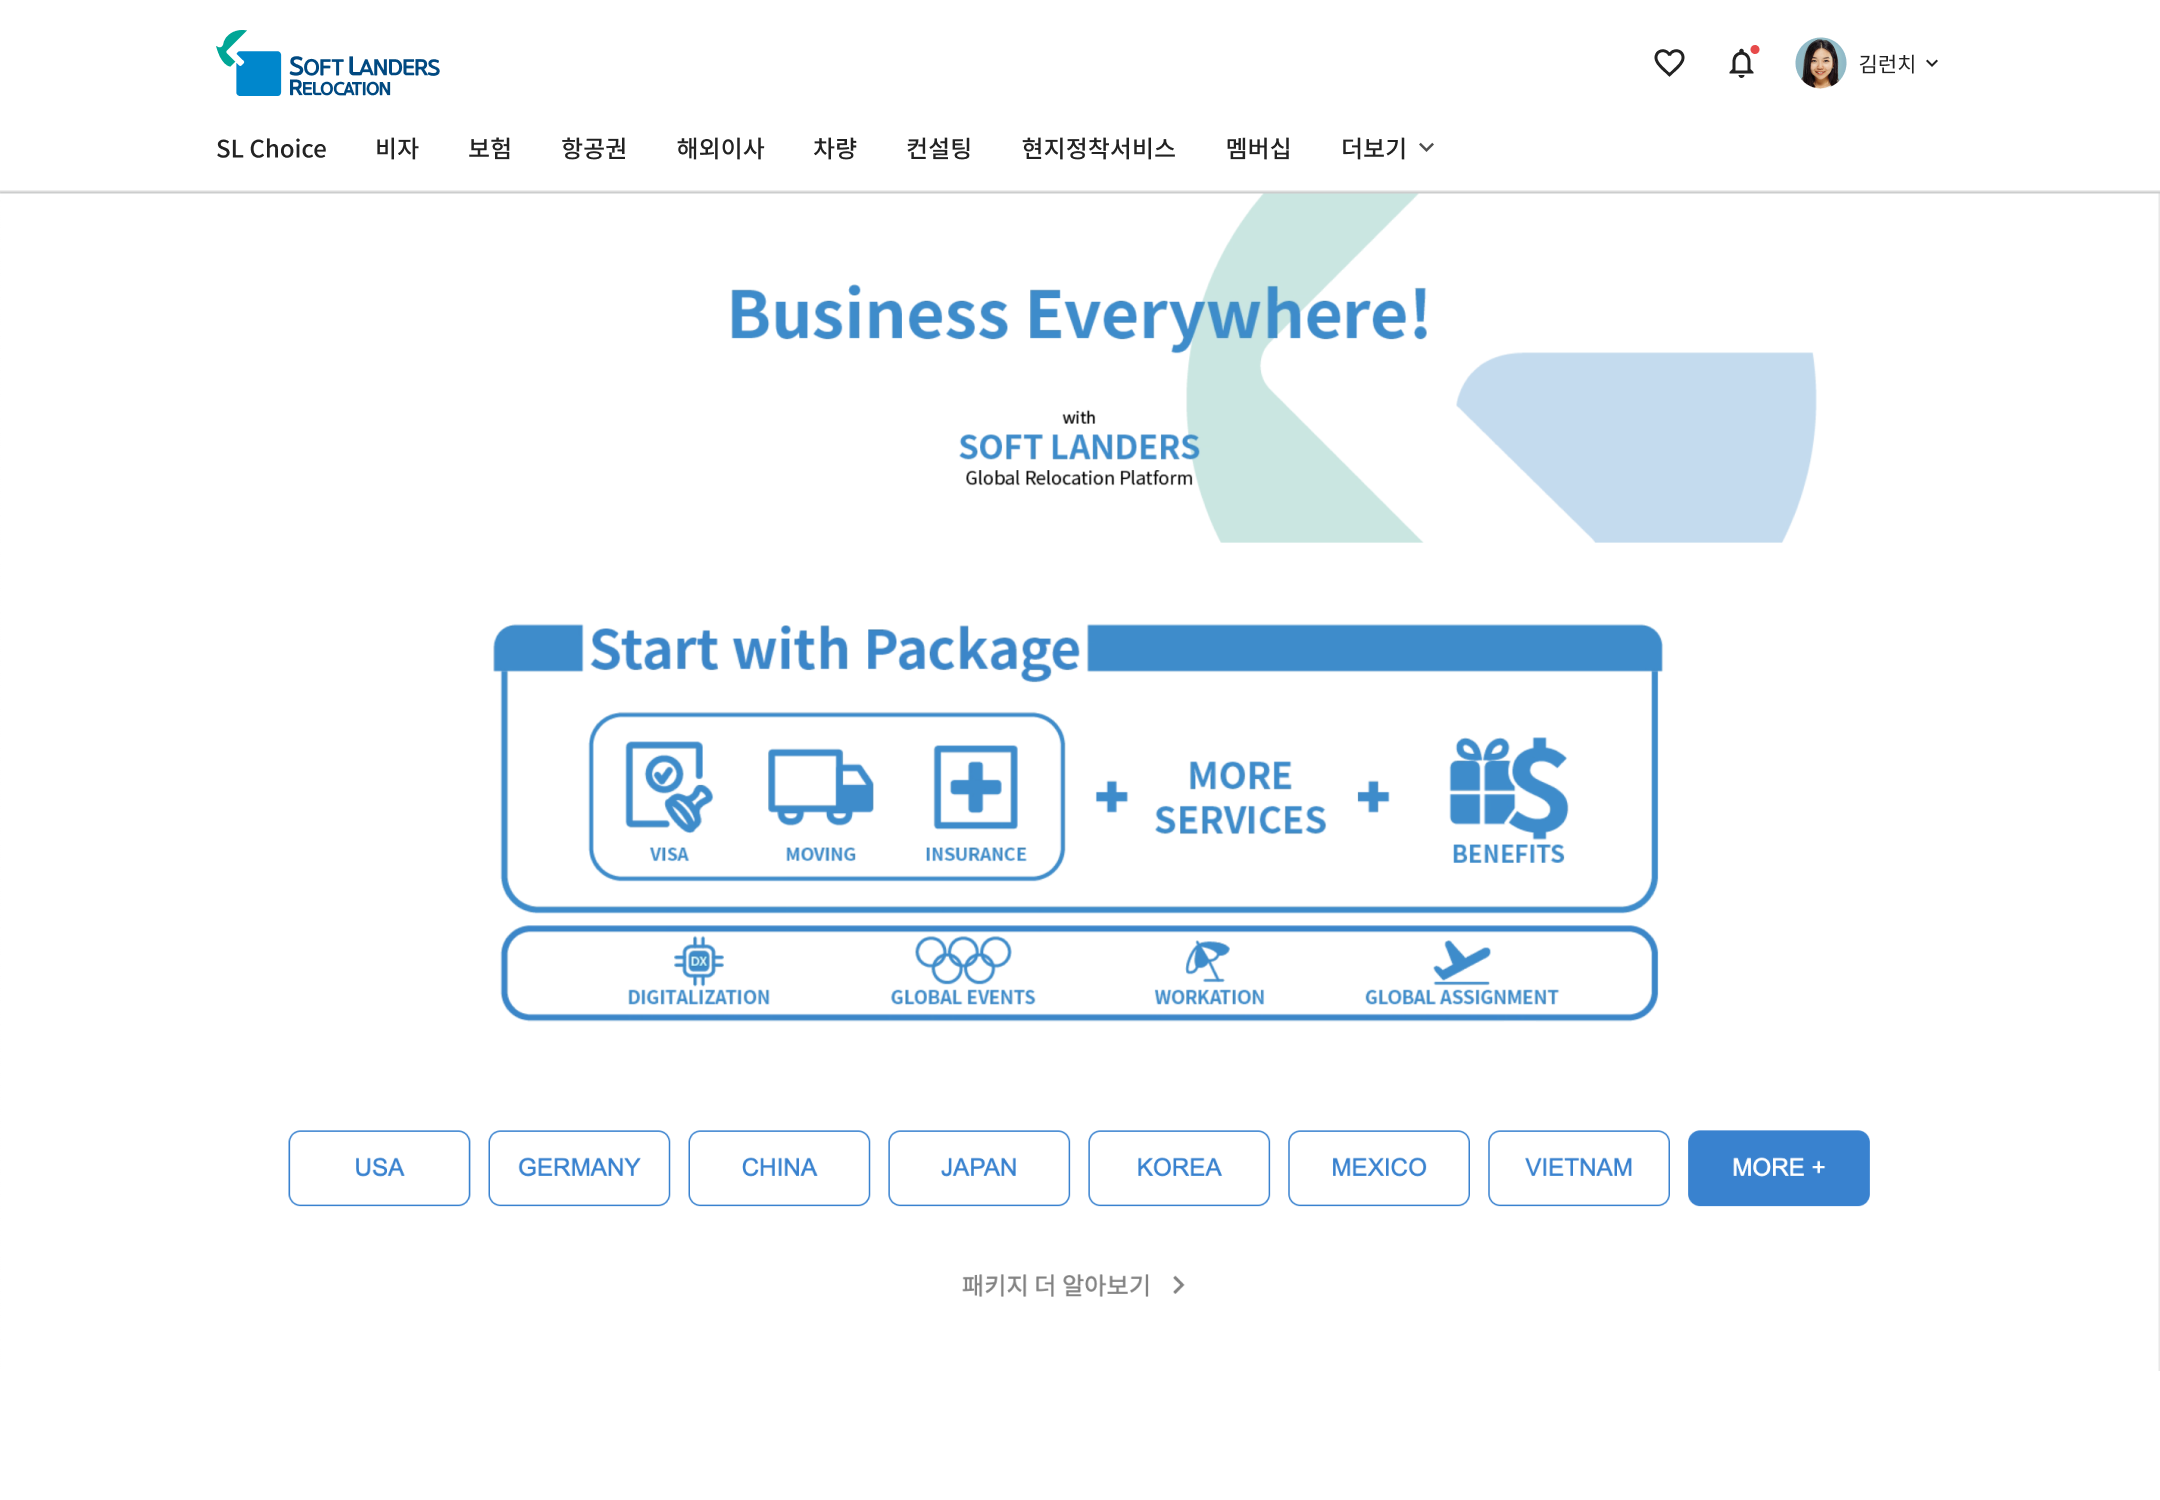 SOFT LANDERS
RELOCATION
김런치
SL Choice 비자 보험 항공권 해외이사 차량 컨설팅 현지정착서비스 멤버십 더보기
Business Everywhere!
with
SOFT LANDERS
Global Relocation Platform
Start with Package
VISA MOVING INSURANCE
+ MORE SERVICES +
BENEFITS
DX
DIGITALIZATION GLOBAL EVENTS WORKATION GLOBAL ASSIGNMENT
USA GERMANY CHINA JAPAN KOREA MEXICO VIETNAM MORE +
패키지 더 알아보기